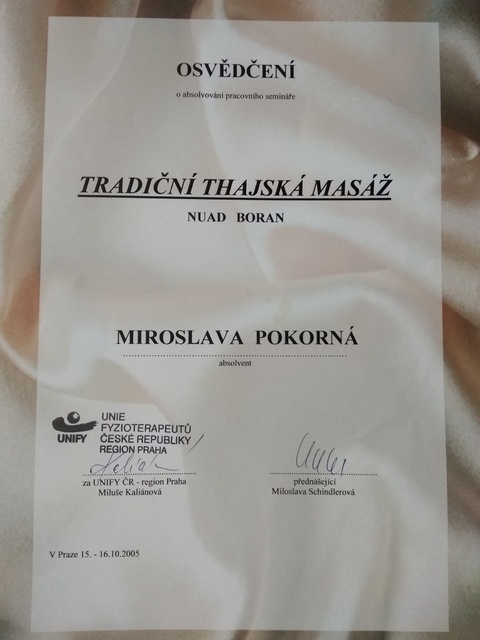 OSVĚDČENÍ
o absolvování pracovního semináře
TRADIČNÍ THAJSKÁ MASÁŽ
NUAD BORAN
MIROSLAVA POKORNÁ
absolvent
UNIFY
UNIE
FYZIOTERAPEUTŮ
ČESKÉ REPUBLIKY
REGION PRAHA
za UNIFY ČR - region Praha
Miluše Kaliánová
přednášející
Miloslava Schindlerová
V Praze 15. - 16.10.2005